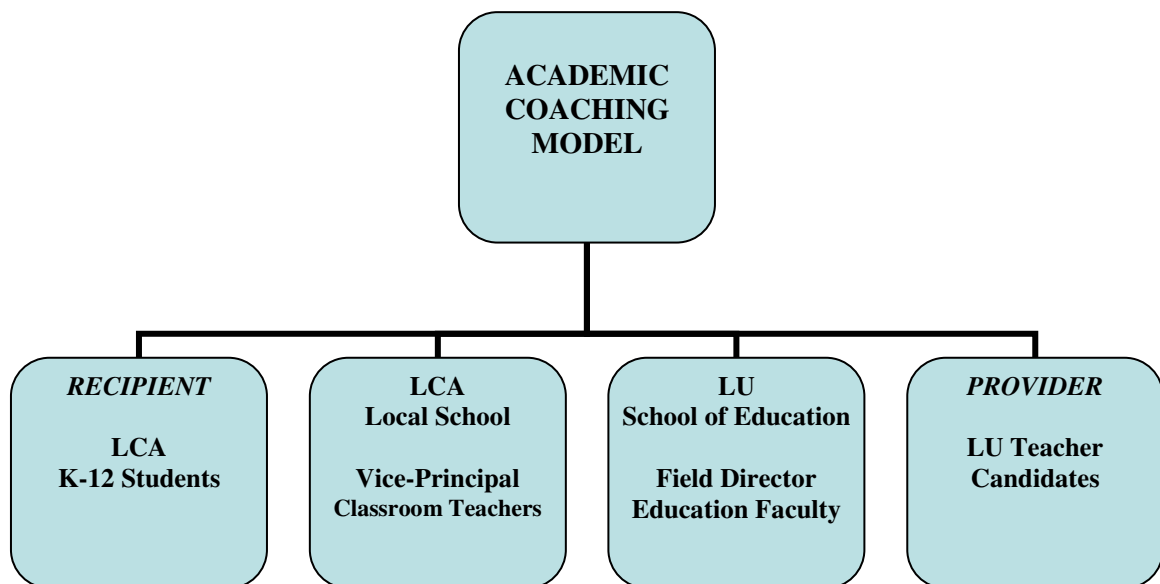 ACADEMIC
COACHING
MODEL
RECIPIENT
LCA
K-12 Students
LCA
Local School
Vice-Principal
Classroom Teachers
LU
School of Education
Field Director
Education Faculty
PROVIDER
LU Teacher
Candidates